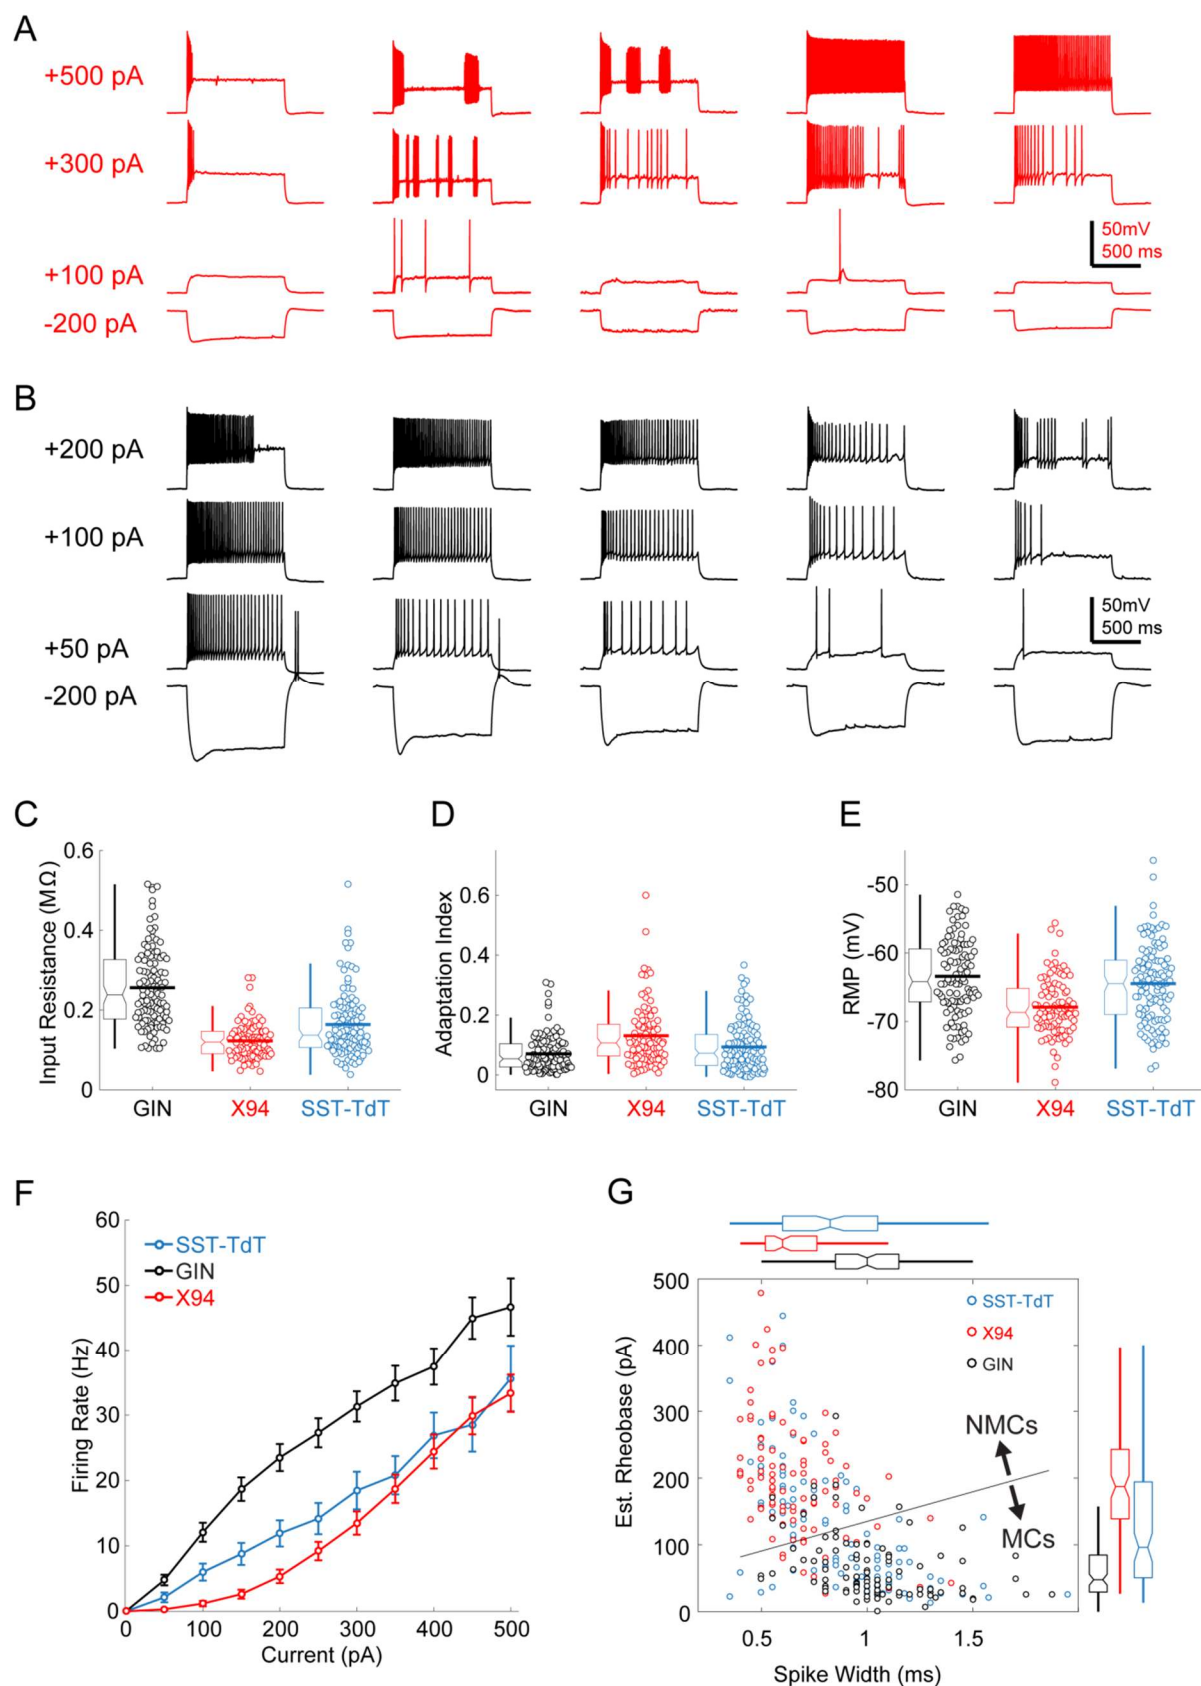 A
+500 pA
+300 pA
+100 pA
-200 pA
50mV
500 ms
B
+200 pA
+100 pA
+50 pA
-200 pA
50mV
500 ms
C
Input Resistance (MΩ)
0.6
0.4
0.2
0
GIN
X94
SST-TdT
D
Adaptation Index
0.6
0.4
0.2
0
GIN
X94
SST-TdT
E
RMP (mV)
-50
-60
-70
-80
GIN
X94
SST-TdT
F
Firing Rate (Hz)
60
50
40
30
20
10
0
SST-TdT
GIN
X94
100
200
300
400
500
Current (pA)
G
Est. Rheobase (pA)
500
400
300
200
100
0
SST-TdT
X94
GIN
NMCs
MCs
0.5
1
1.5
Spike Width (ms)